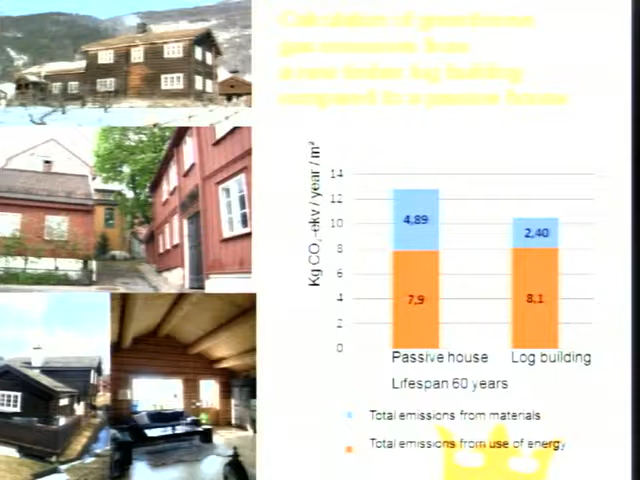 Calculation of greenhouse
gas emissions from
a new timber log building
compared to a passive house
Kg CO₂-ekv / year / m²
14
12
10
8
6
4
2
0
4,89
7,9
2,40
8,1
Passive house
Log building
Lifespan 60 years
Total emissions from materials
Total emissions from use of energy